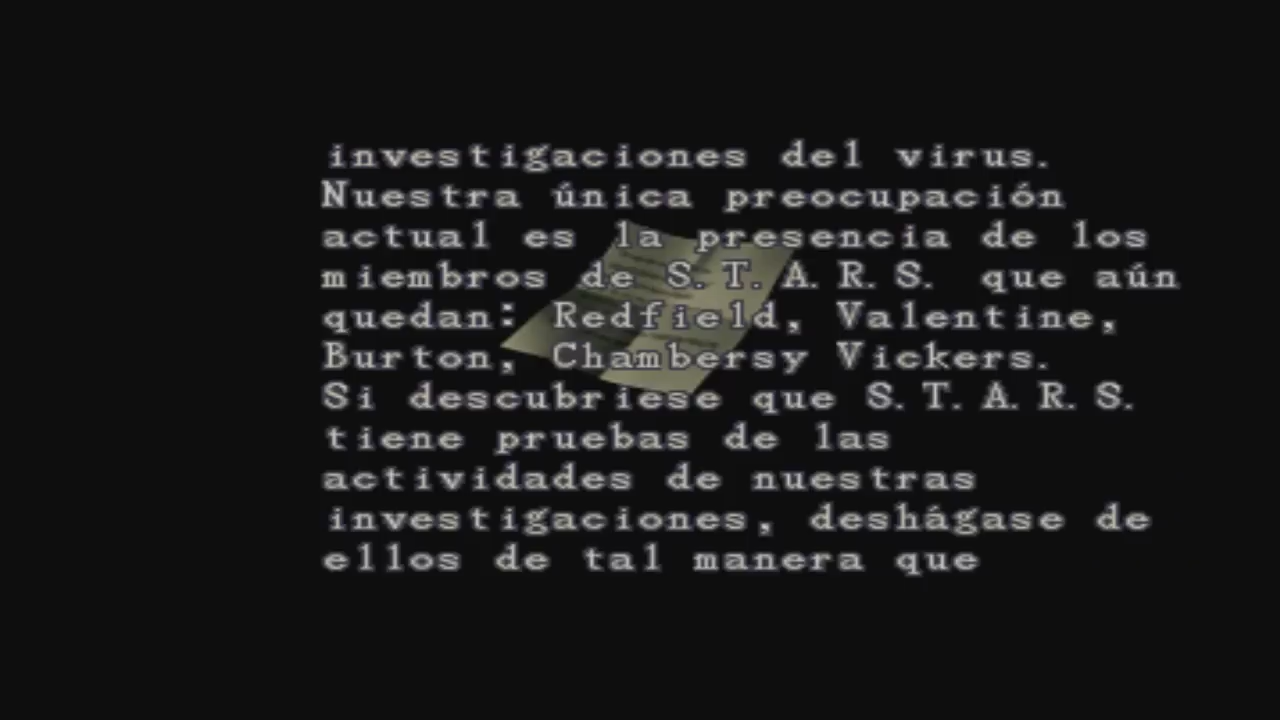 investigaciones del virus.
Nuestra única preocupación
actual es la presencia de los
miembros de S.T.A.R.S. que aún
quedan: Redfield, Valentine,
Burton, Chambersy Vickers.
Si descubriese que S.T.A.R.S.
tiene pruebas de las
actividades de nuestras
investigaciones, deshágase de
ellos de tal manera que